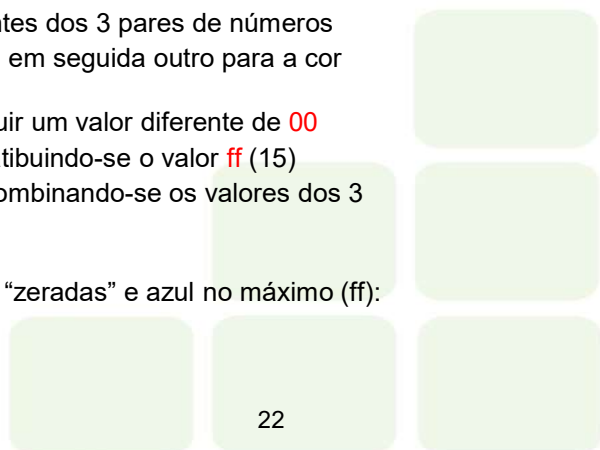 ntes dos 3 pares de números
em seguida outro para a cor
uir um valor diferente de 00
tibuindo-se o valor ff (15)
ombinando-se os valores dos 3
“zeradas” e azul no máximo (ff):
22